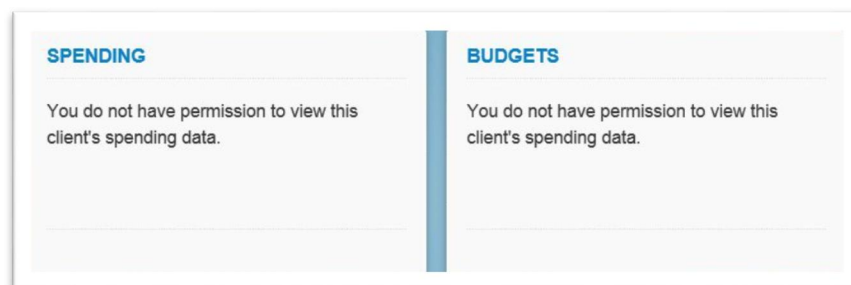 SPENDING
You do not have permission to view this
client's spending data.
BUDGETS
You do not have permission to view this
client's spending data.